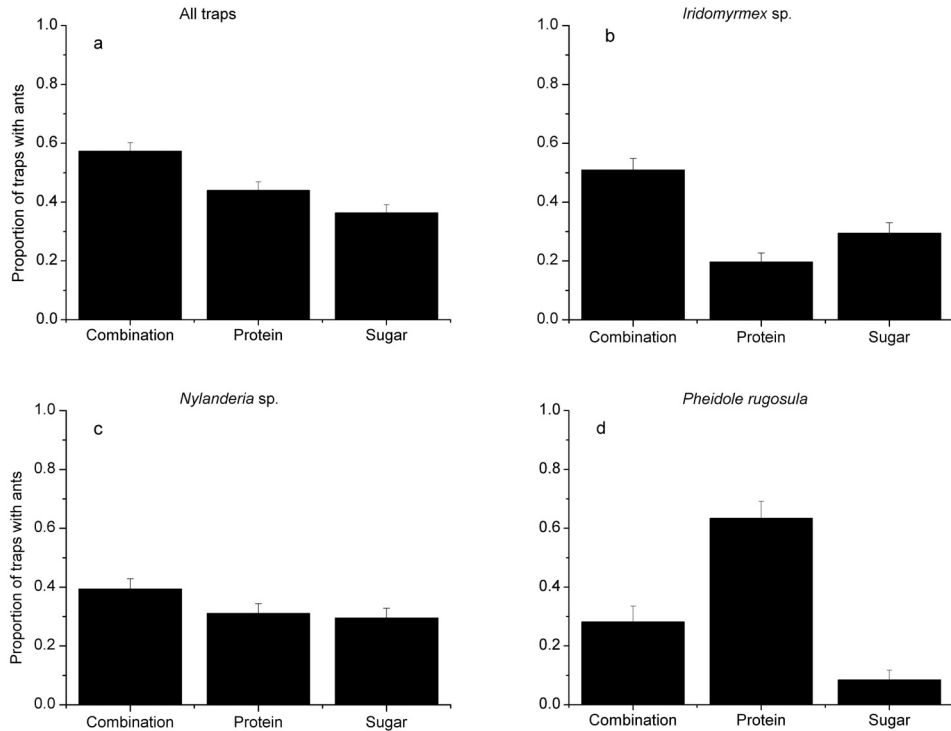 All traps
a
Proportion of traps with ants
1.0
0.8
0.6
0.4
0.2
0.0
Combination
Protein
Sugar
Iridomyrmex sp.
b
1.0
0.8
0.6
0.4
0.2
0.0
Combination
Protein
Sugar
Nylanderia sp.
c
Proportion of traps with ants
1.0
0.8
0.6
0.4
0.2
0.0
Combination
Protein
Sugar
Pheidole rugosula
d
1.0
0.8
0.6
0.4
0.2
0.0
Combination
Protein
Sugar